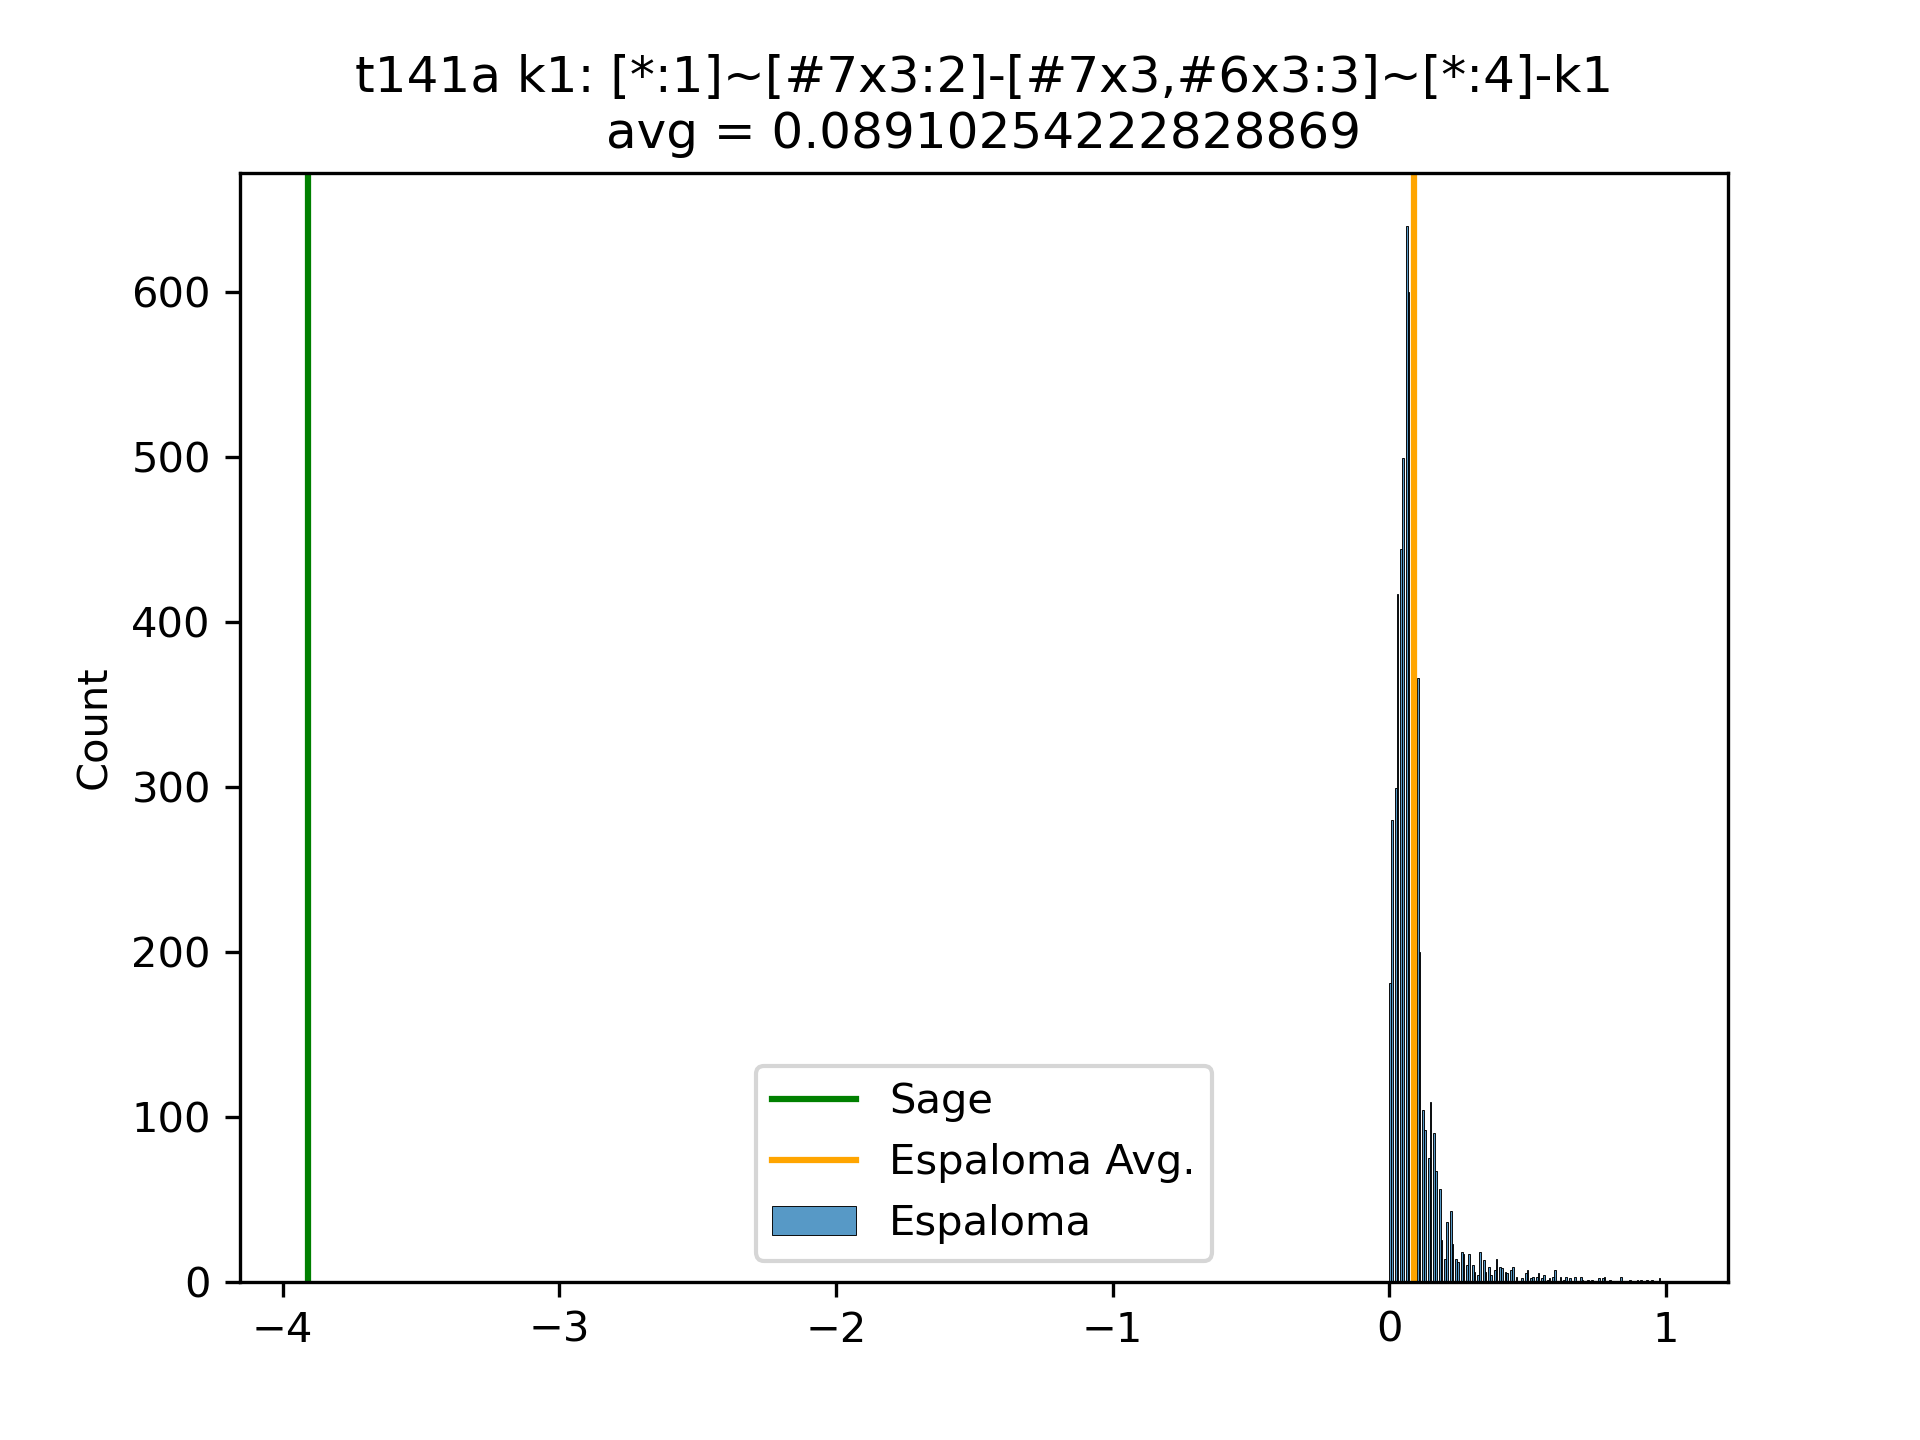 t141a k1: [*:1]~[#7x3:2]-[#7x3,#6x3:3]~[*:4]-k1
avg = 0.08910254222828869
600
500
400
300
200
100
0
Count
Sage
Espaloma Avg.
Espaloma
−4 −3 −2 −1 0 1